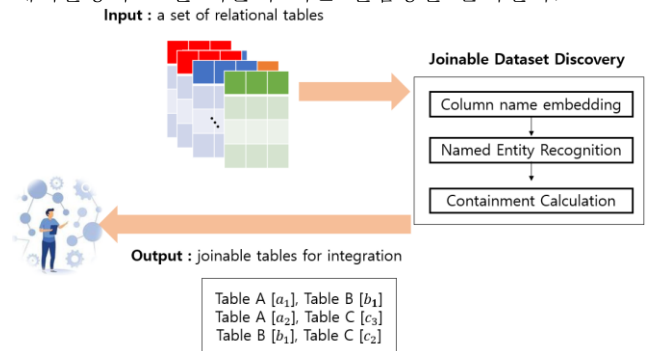 Input : a set of relational tables
Joinable Dataset Discovery
Column name embedding
Named Entity Recognition
Containment Calculation
Output : joinable tables for integration
Table A [a₁], Table B [b₁]
Table A [a₂], Table C [c₃]
Table B [b₁], Table C [c₂]